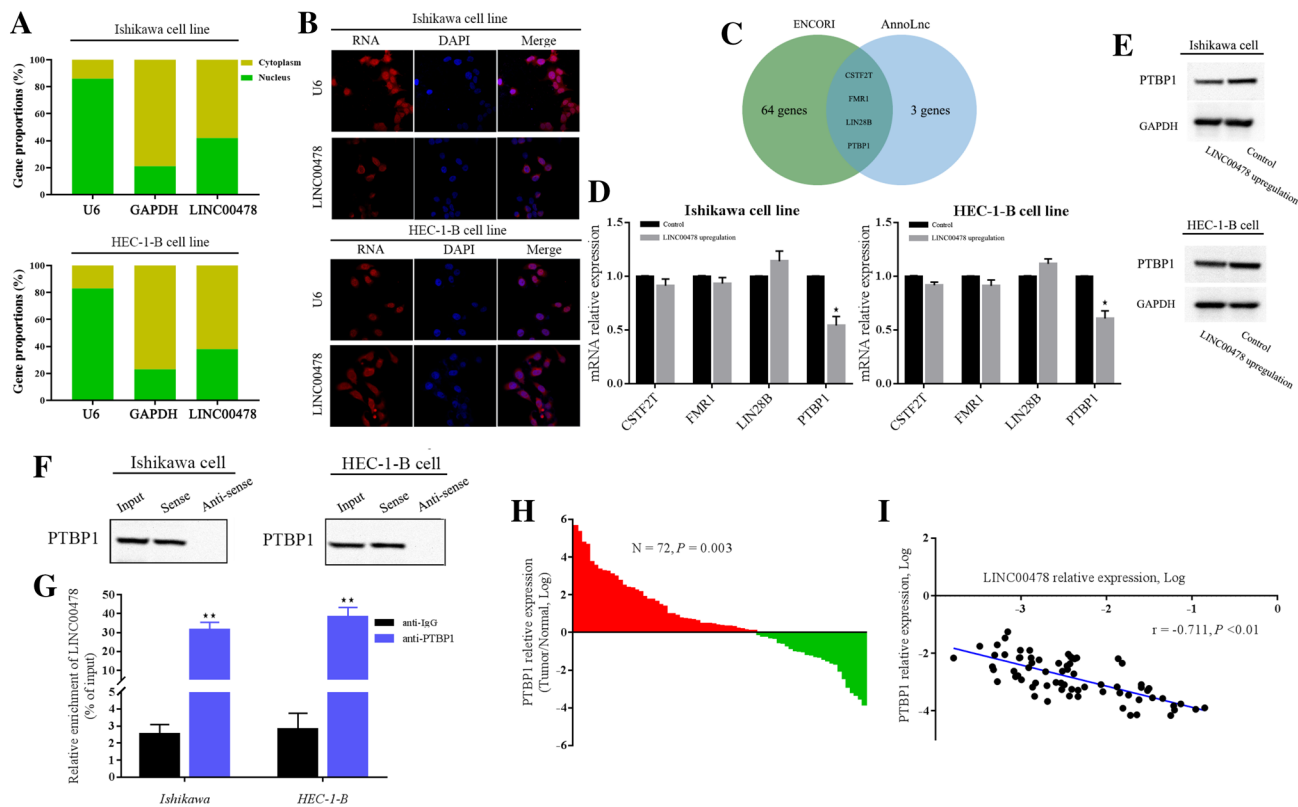 A
Ishikawa cell line
Gene proportions (%)
100
80
60
40
20
0
Cytoplasm
Nucleus
U6
GAPDH
LINC00478
HEC-1-B cell line
Gene proportions (%)
100
80
60
40
20
0
U6
GAPDH
LINC00478
B
Ishikawa cell line
RNA
DAPI
Merge
U6
LINC00478
HEC-1-B cell line
RNA
DAPI
Merge
U6
LINC00478
C
ENCORI
AnnoLnc
64 genes
CSTF2T
FMR1
LIN28B
PTBP1
3 genes
D
Ishikawa cell line
Control
LINC00478 upregulation
mRNA relative expression
1.5
1.0
0.5
0.0
★
CSTF2T
FMR1
LIN28B
PTBP1
HEC-1-B cell line
Control
LINC00478 upregulation
mRNA relative expression
1.5
1.0
0.5
0.0
★
CSTF2T
FMR1
LIN28B
PTBP1
E
Ishikawa cell
PTBP1
GAPDH
Control
LINC00478 upregulation
HEC-1-B cell
PTBP1
GAPDH
Control
LINC00478 upregulation
F
Ishikawa cell
Input
Sense
Anti-sense
PTBP1
HEC-1-B cell
Input
Sense
Anti-sense
PTBP1
G
Relative enrichment of LINC00478
(% of input)
50
40
30
20
10
5
4
3
2
1
0
★★
★★
anti-IgG
anti-PTBP1
Ishikawa
HEC-1-B
H
PTBP1 reletive expression
(Tumor/Normal, Log)
6
4
2
0
-2
-4
-6
N = 72, P = 0.003
I
PTBP1 relative expression, Log
2
0
-2
-4
-6
LINC00478 relative expression, Log
-3
-2
-1
0
r = -0.711, P <0.01